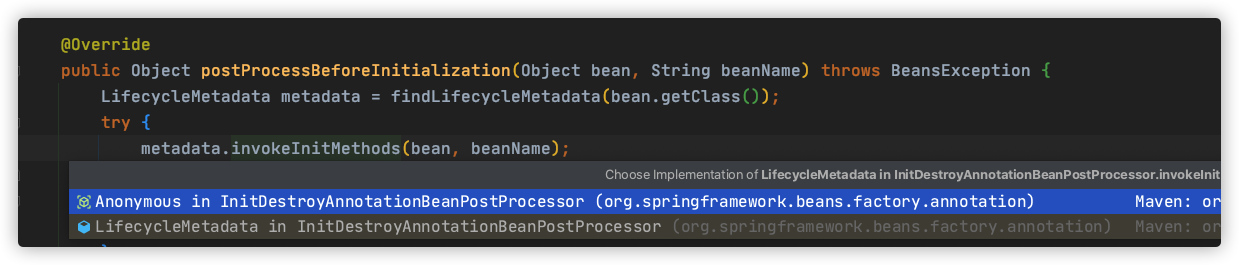 @Override
public Object postProcessBeforeInitialization(Object bean, String beanName) throws BeansException {
LifecycleMetadata metadata = findLifecycleMetadata(bean.getClass());
try {
metadata.invokeInitMethods(bean, beanName);
Choose Implementation of LifecycleMetadata in InitDestroyAnnotationBeanPostProcessor.invokeInit
Anonymous in InitDestroyAnnotationBeanPostProcessor (org.springframework.beans.factory.annotation) Maven: or
LifecycleMetadata in InitDestroyAnnotationBeanPostProcessor (org.springframework.beans.factory.annotation) Maven: or
}